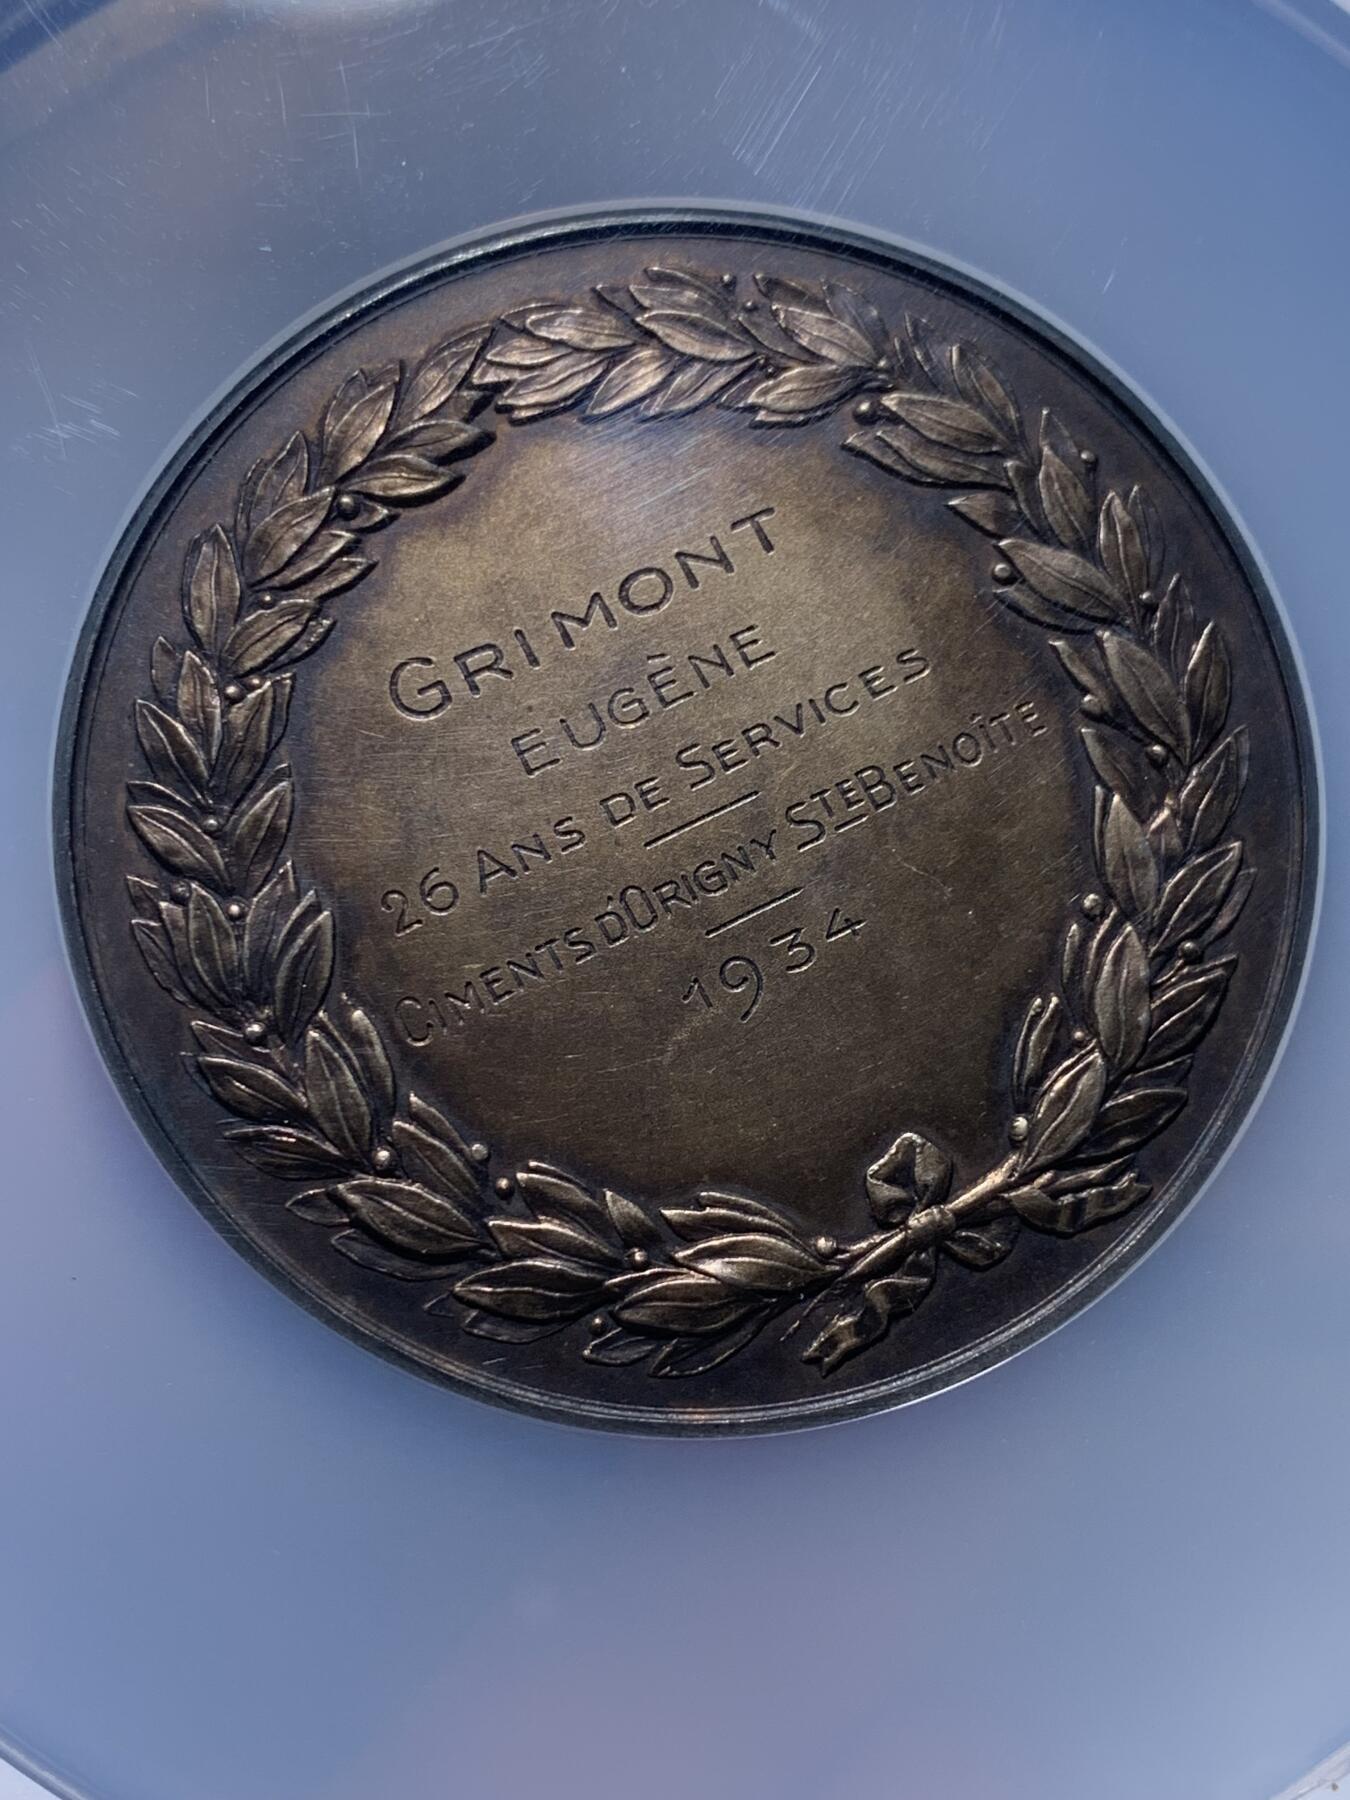 GRIMONT
EUGÈNE
26 ANS DE SERVICES
CIMENTS D'ORIGNY STE BENOÎTE
1934